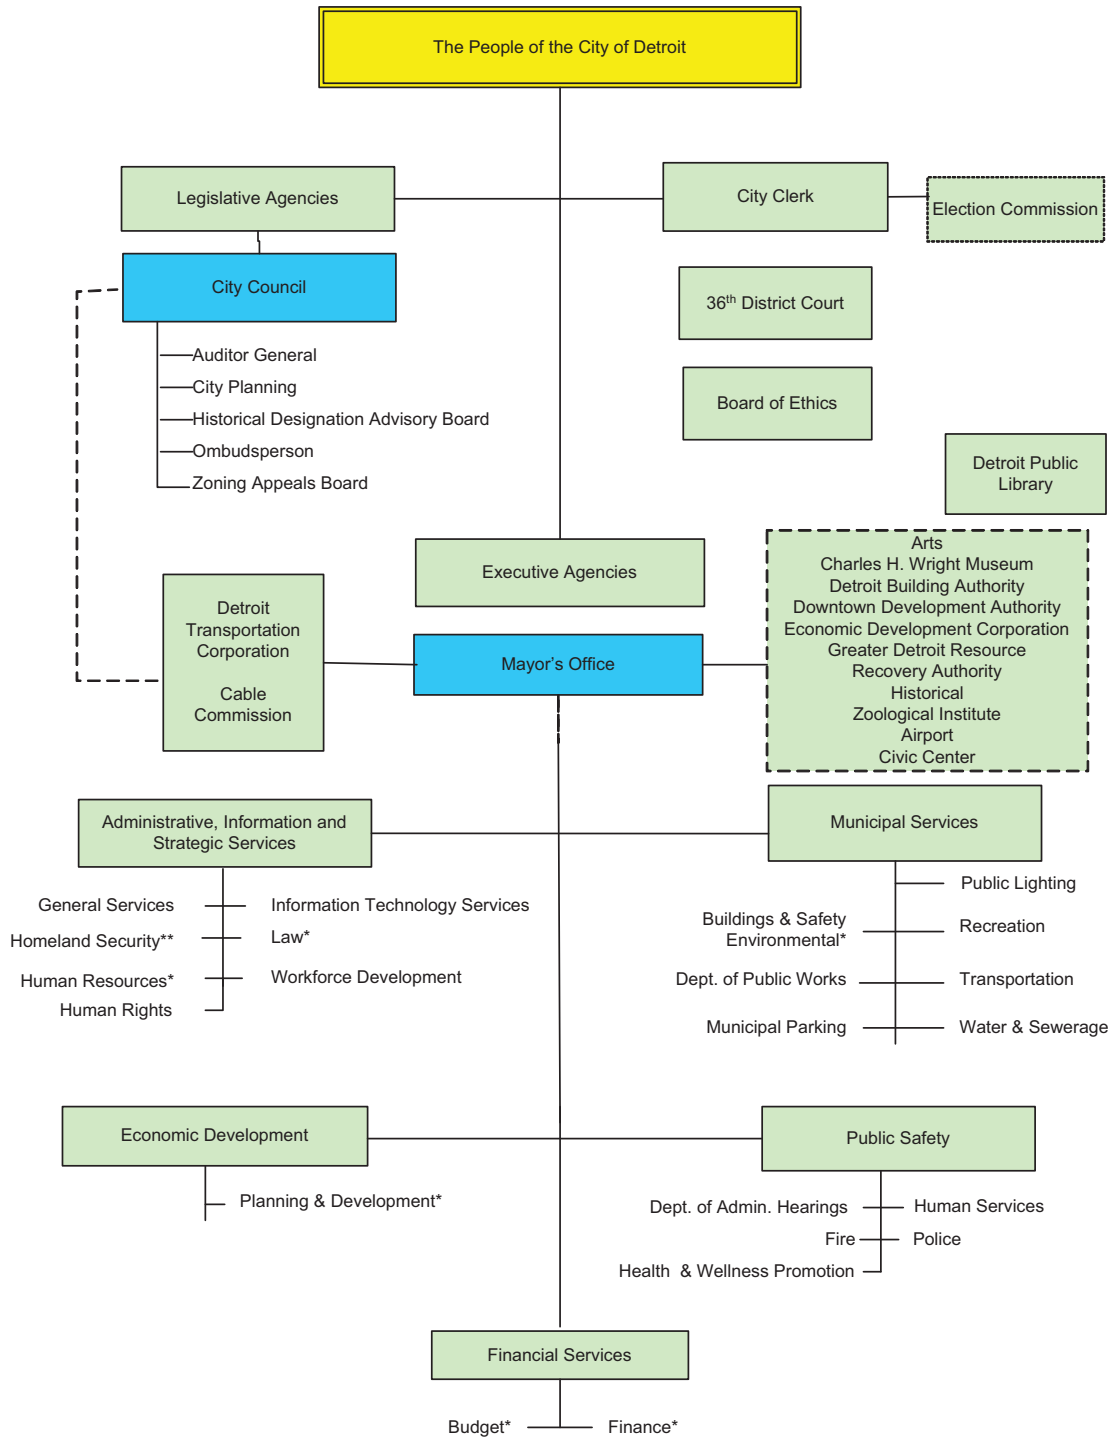 The People of the City of Detroit
Legislative Agencies
City Clerk
Election Commission
City Council
36th District Court
Auditor General
City Planning
Historical Designation Advisory Board
Ombudsperson
Zoning Appeals Board
Board of Ethics
Detroit Public
Library
Executive Agencies
Detroit
Transportation
Corporation
Cable
Commission
Mayor's Office
Arts
Charles H. Wright Museum
Detroit Building Authority
Downtown Development Authority
Economic Development Corporation
Greater Detroit Resource
Recovery Authority
Historical
Zoological Institute
Airport
Civic Center
Administrative, Information and
Strategic Services
General Services
Information Technology Services
Homeland Security**
Law*
Human Resources*
Workforce Development
Human Rights
Municipal Services
Public Lighting
Buildings & Safety
Environmental*
Recreation
Dept. of Public Works
Transportation
Municipal Parking
Water & Sewerage
Economic Development
Planning & Development*
Public Safety
Dept. of Admin. Hearings
Human Services
Fire
Police
Health & Wellness Promotion
Financial Services
Budget*
Finance*